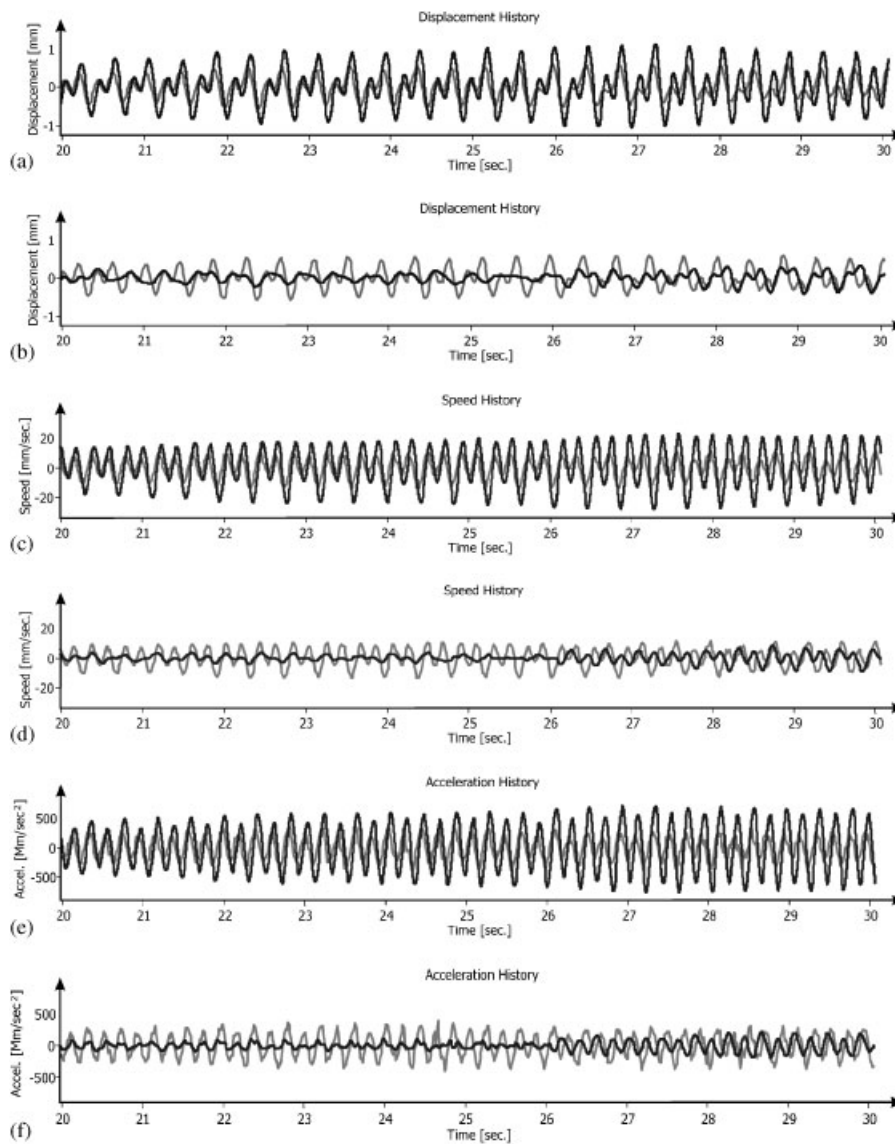 Displacement History
Displacement [mm]
1
0
-1
20 21 22 23 24 25 26 27 28 29 30
Time [sec.]
(a)
Displacement History
Displacement [mm]
1
0
-1
20 21 22 23 24 25 26 27 28 29 30
Time [sec.]
(b)
Speed History
Speed [mm/sec.]
20
0
-20
20 21 22 23 24 25 26 27 28 29 30
Time [sec.]
(c)
Speed History
Speed [mm/sec.]
20
0
-20
20 21 22 23 24 25 26 27 28 29 30
Time [sec.]
(d)
Acceleration History
Accel. [Mm/sec²]
500
0
-500
20 21 22 23 24 25 26 27 28 29 30
Time [sec.]
(e)
Acceleration History
Accel. [Mm/sec²]
500
0
-500
20 21 22 23 24 25 26 27 28 29 30
Time [sec.]
(f)